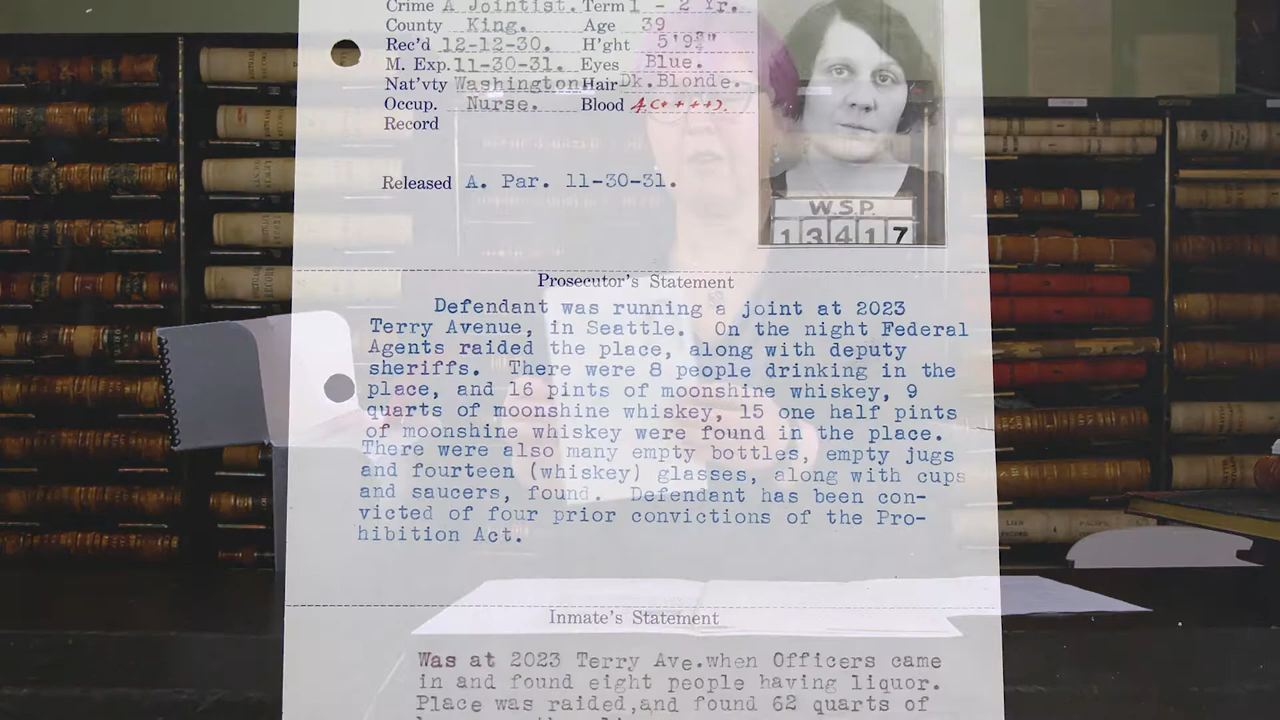 Crime A Jointist. Term 1 - 2 Yr.
County King. Age 39
Rec'd 12-12-30. H'ght 5'9¾"
M. Exp. 11-30-31. Eyes Blue.
Nat'vty Washington Hair Dk.Blonde.
Occup. Nurse. Blood 4(++++).
Record
Released A. Par. 11-30-31.
W.S.P.
13417
Prosecutor's Statement
Defendant was running a joint at 2023
Terry Avenue, in Seattle. On the night Federal
Agents raided the place, along with deputy
sheriffs. There were 8 people drinking in the
place, and 16 pints of moonshine whiskey, 9
quarts of moonshine whiskey, 15 one half pints
of moonshine whiskey were found in the place.
There were also many empty bottles, empty jugs
and fourteen (whiskey) glasses, along with cups
and saucers, found. Defendant has been con-
victed of four prior convictions of the Pro-
hibition Act.
Inmate's Statement
Was at 2023 Terry Ave.when Officers came
in and found eight people having liquor.
Place was raided,and found 62 quarts of